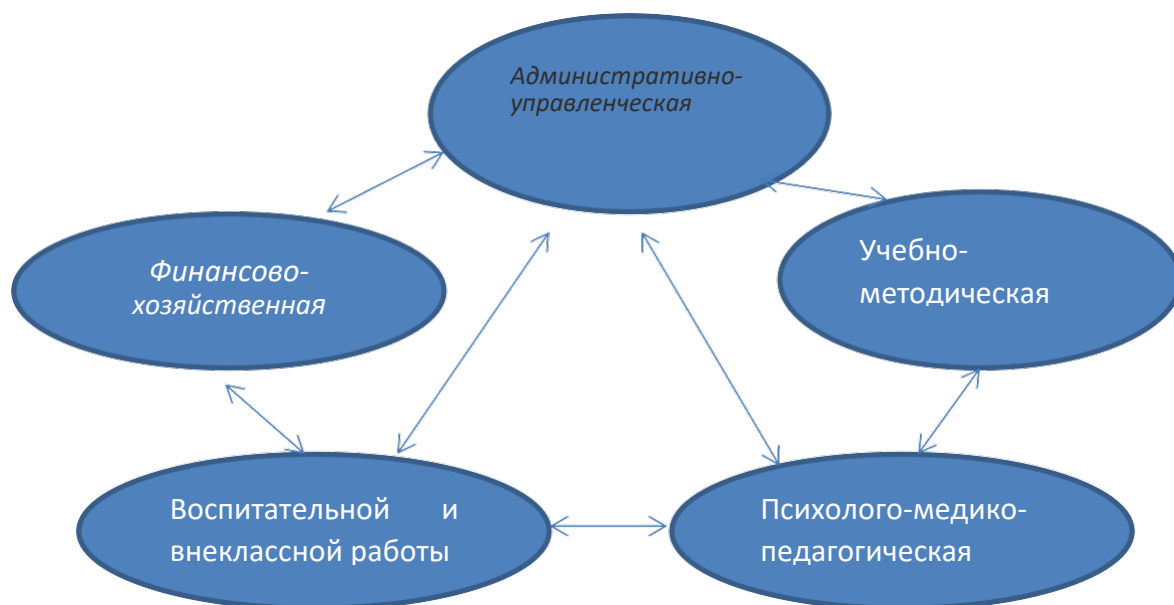 Административно-
управленческая
Финансово-
хозяйственная
Учебно-
методическая
Воспитательной и
внеклассной работы
Психолого-медико-
педагогическая